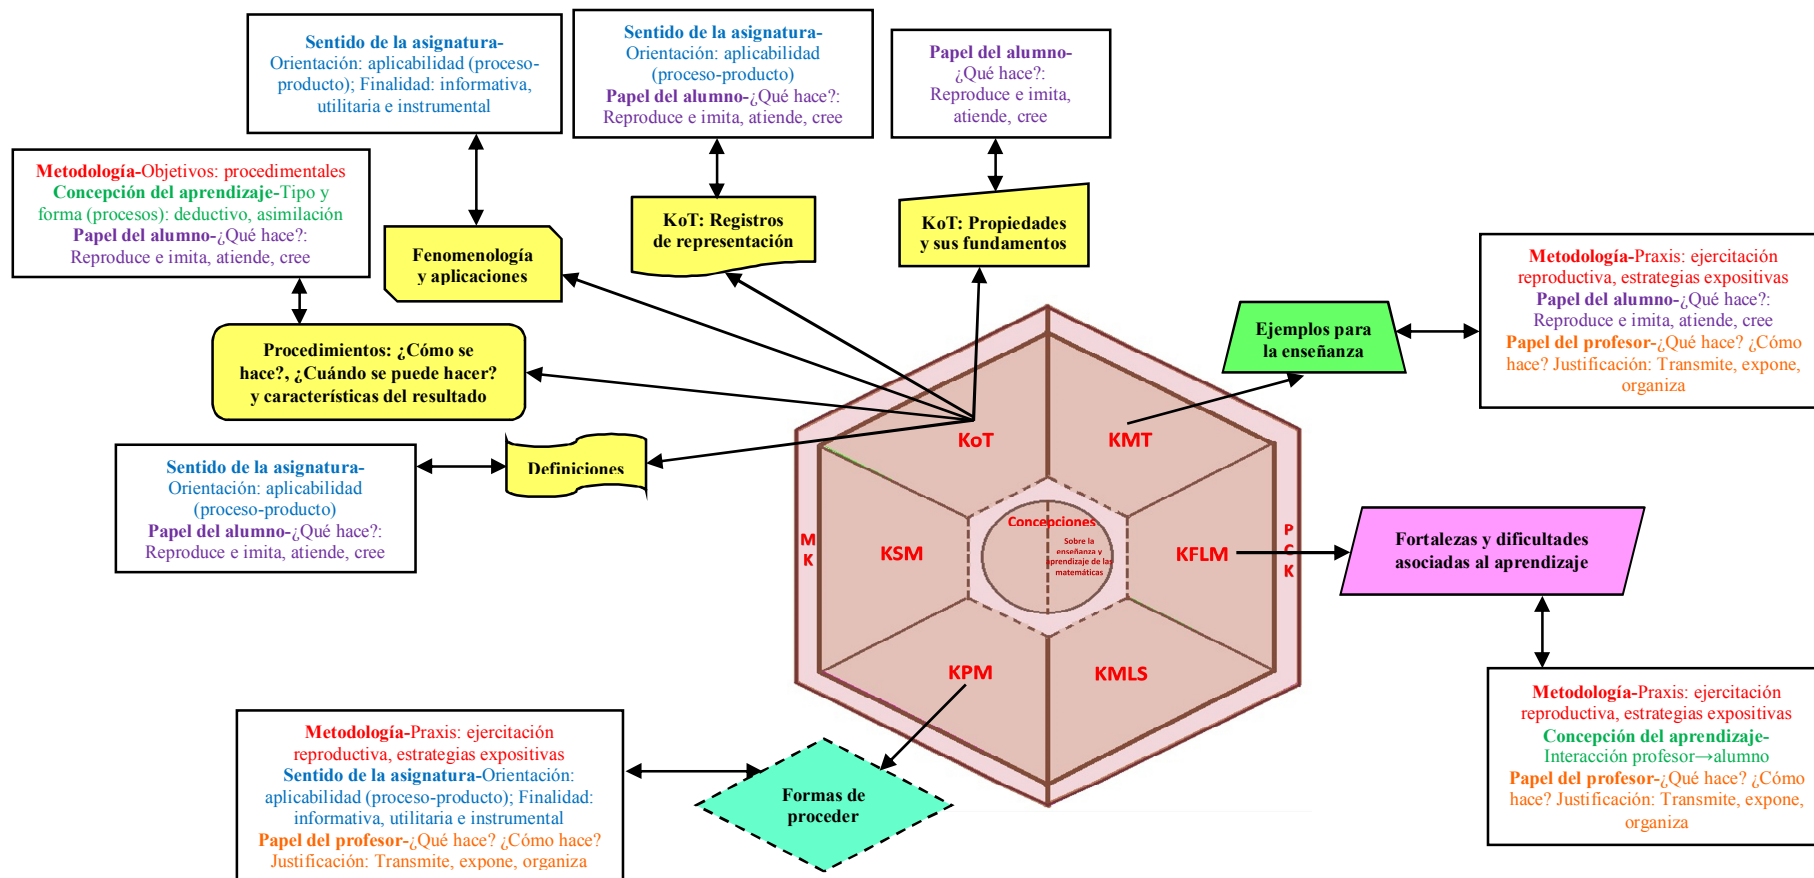 Sentido de la asignatura-
Orientación: aplicabilidad (proceso-
producto); Finalidad: informativa,
utilitaria e instrumental
Sentido de la asignatura-
Orientación: aplicabilidad
(proceso-producto)
Papel del alumno-¿Qué hace?:
Reproduce e imita, atiende, cree
Papel del alumno-
¿Qué hace?:
Reproduce e imita,
atiende, cree
Metodología-Objetivos: procedimentales
Concepción del aprendizaje-Tipo y
forma (procesos): deductivo, asimilación
Papel del alumno-¿Qué hace?:
Reproduce e imita, atiende, cree
Fenomenología
y aplicaciones
KoT: Registros
de representación
KoT: Propiedades
y sus fundamentos
Procedimientos: ¿Cómo se
hace?, ¿Cuándo se puede hacer?
y características del resultado
Ejemplos para
la enseñanza
Metodología-Praxis: ejercitación
reproductiva, estrategias expositivas
Papel del alumno-¿Qué hace?:
Reproduce e imita, atiende, cree
Papel del profesor-¿Qué hace? ¿Cómo
hace? Justificación: Transmite, expone,
organiza
Definiciones
Sentido de la asignatura-
Orientación: aplicabilidad
(proceso-producto)
Papel del alumno-¿Qué hace?:
Reproduce e imita, atiende, cree
KoT
KMT
MK
KSM
Concepciones
Sobre la
enseñanza y
aprendizaje de las
matemáticas
KFLM
PCK
KPM
KMLS
Fortalezas y dificultades
asociadas al aprendizaje
Metodología-Praxis: ejercitación
reproductiva, estrategias expositivas
Concepción del aprendizaje-
Interacción profesor→alumno
Papel del profesor-¿Qué hace? ¿Cómo
hace? Justificación: Transmite, expone,
organiza
Metodología-Praxis: ejercitación
reproductiva, estrategias expositivas
Sentido de la asignatura-Orientación:
aplicabilidad (proceso-producto); Finalidad:
informativa, utilitaria e instrumental
Papel del profesor-¿Qué hace? ¿Cómo hace?
Justificación: Transmite, expone, organiza
Formas de
proceder